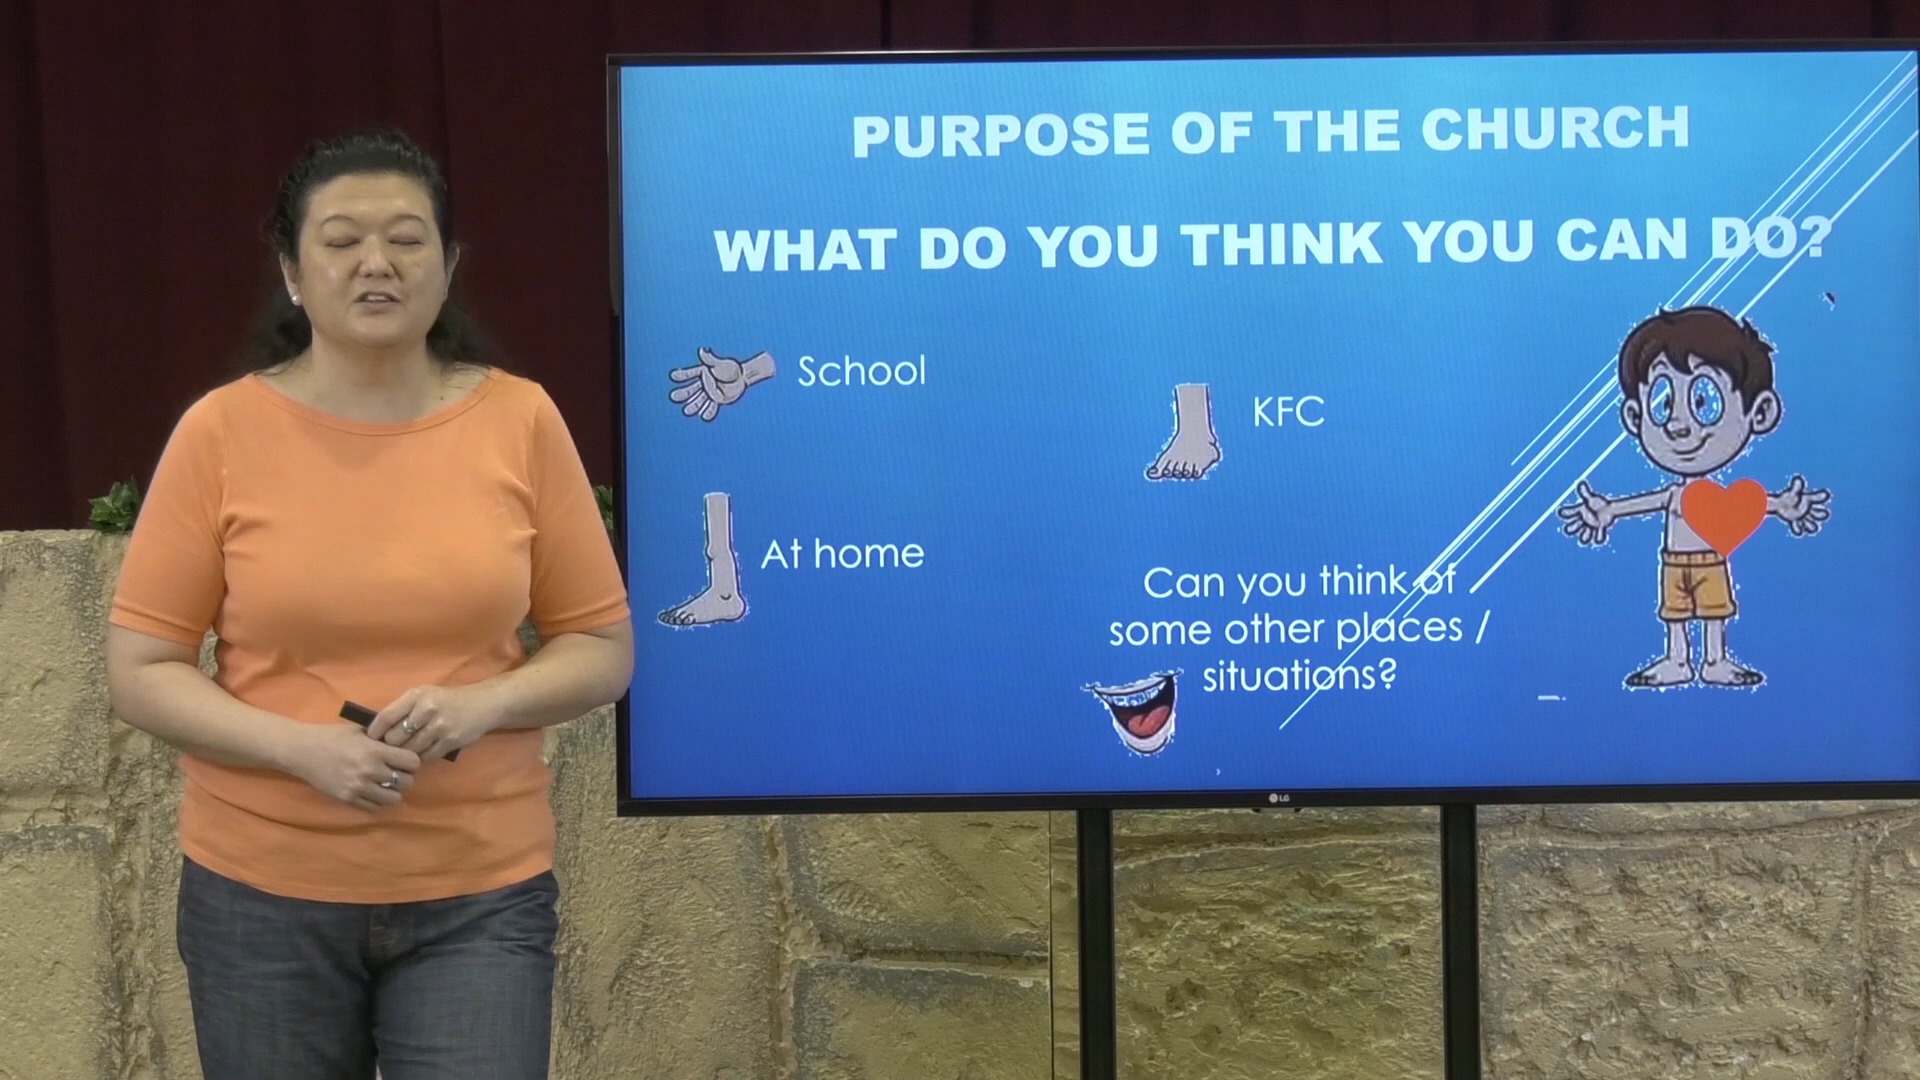 PURPOSE OF THE CHURCH
WHAT DO YOU THINK YOU CAN DO?
School
KFC
At home
Can you think of
some other places /
situations?
LG